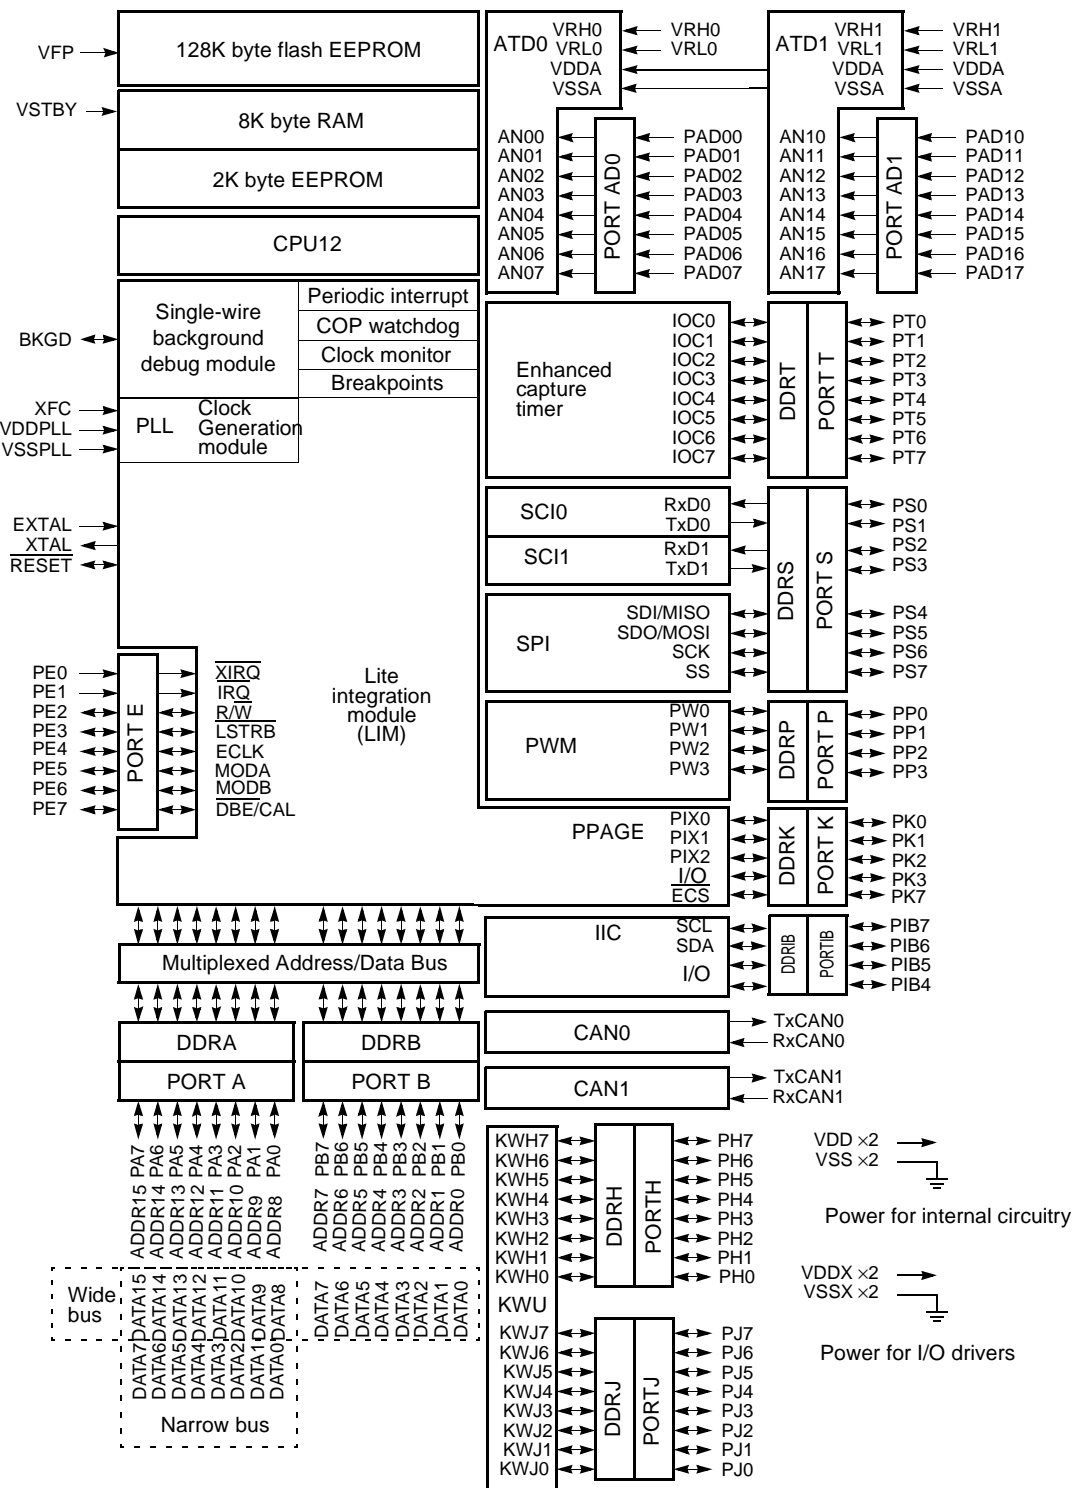 VFP
128K byte flash EEPROM
VSTBY
8K byte RAM
2K byte EEPROM
CPU12
BKGD
Single-wire
background
debug module
Periodic interrupt
COP watchdog
Clock monitor
Breakpoints
XFC
VDDPLL
VSSPLL
PLL
Clock
Generation
module
EXTAL
XTAL
RESET
PE0
PE1
PE2
PE3
PE4
PE5
PE6
PE7
PORT E
XIRQ
IRQ
R/W
LSTRB
ECLK
MODA
MODB
DBE/CAL
Lite
integration
module
(LIM)
ATD0
VRH0
VRL0
VDDA
VSSA
VRH0
VRL0
AN00
AN01
AN02
AN03
AN04
AN05
AN06
AN07
PORT AD0
PAD00
PAD01
PAD02
PAD03
PAD04
PAD05
PAD06
PAD07
ATD1
VRH1
VRL1
VDDA
VSSA
VRH1
VRL1
VDDA
VSSA
AN10
AN11
AN12
AN13
AN14
AN15
AN16
AN17
PORT AD1
PAD10
PAD11
PAD12
PAD13
PAD14
PAD15
PAD16
PAD17
Enhanced
capture
timer
IOC0
IOC1
IOC2
IOC3
IOC4
IOC5
IOC6
IOC7
DDRT
PORT T
PT0
PT1
PT2
PT3
PT4
PT5
PT6
PT7
SCI0
RxD0
TxD0
SCI1
RxD1
TxD1
SPI
SDI/MISO
SDO/MOSI
SCK
SS
DDRS
PORT S
PS0
PS1
PS2
PS3
PS4
PS5
PS6
PS7
PWM
PW0
PW1
PW2
PW3
DDRP
PORT P
PP0
PP1
PP2
PP3
PPAGE
PIX0
PIX1
PIX2
I/O
ECS
DDRK
PORT K
PK0
PK1
PK2
PK3
PK7
IIC
SCL
SDA
I/O
DDRIB
PORTIB
PIB7
PIB6
PIB5
PIB4
CAN0
TxCAN0
RxCAN0
CAN1
TxCAN1
RxCAN1
Multiplexed Address/Data Bus
DDRA
DDRB
PORT A
PORT B
PA7
PA6
PA5
PA4
PA3
PA2
PA1
PA0
PB7
PB6
PB5
PB4
PB3
PB2
PB1
PB0
ADDR15
ADDR14
ADDR13
ADDR12
ADDR11
ADDR10
ADDR9
ADDR8
ADDR7
ADDR6
ADDR5
ADDR4
ADDR3
ADDR2
ADDR1
ADDR0
Wide
bus
DATA15
DATA14
DATA13
DATA12
DATA11
DATA10
DATA9
DATA8
DATA7
DATA6
DATA5
DATA4
DATA3
DATA2
DATA1
DATA0
DATA7
DATA6
DATA5
DATA4
DATA3
DATA2
DATA1
DATA0
Narrow bus
KWH7
KWH6
KWH5
KWH4
KWH3
KWH2
KWH1
KWH0
DDRH
PORTH
PH7
PH6
PH5
PH4
PH3
PH2
PH1
PH0
KWU
KWJ7
KWJ6
KWJ5
KWJ4
KWJ3
KWJ2
KWJ1
KWJ0
DDRJ
PORTJ
PJ7
PJ6
PJ5
PJ4
PJ3
PJ2
PJ1
PJ0
VDD ×2
VSS ×2
Power for internal circuitry
VDDX ×2
VSSX ×2
Power for I/O drivers